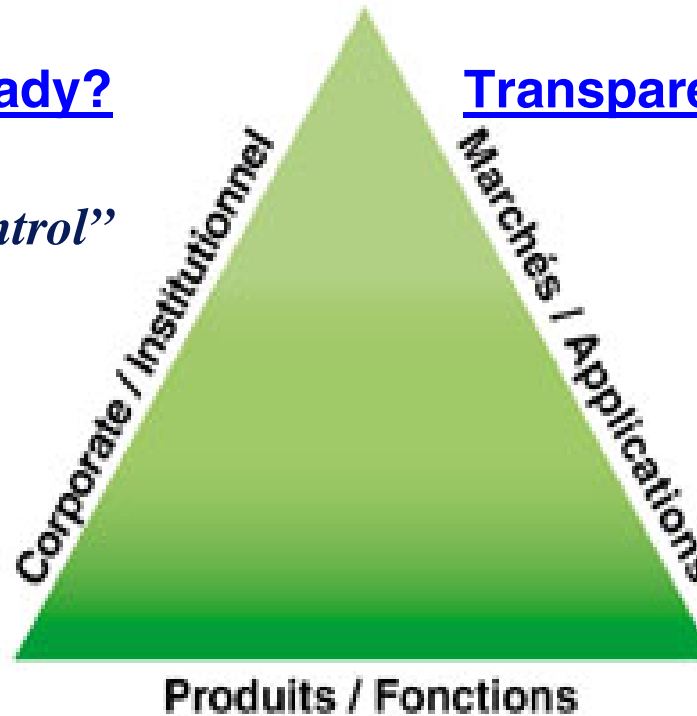 ady?
Transpare
ntrol”
Corporate / Institutionnel
Marchés / Applications
Produits / Fonctions